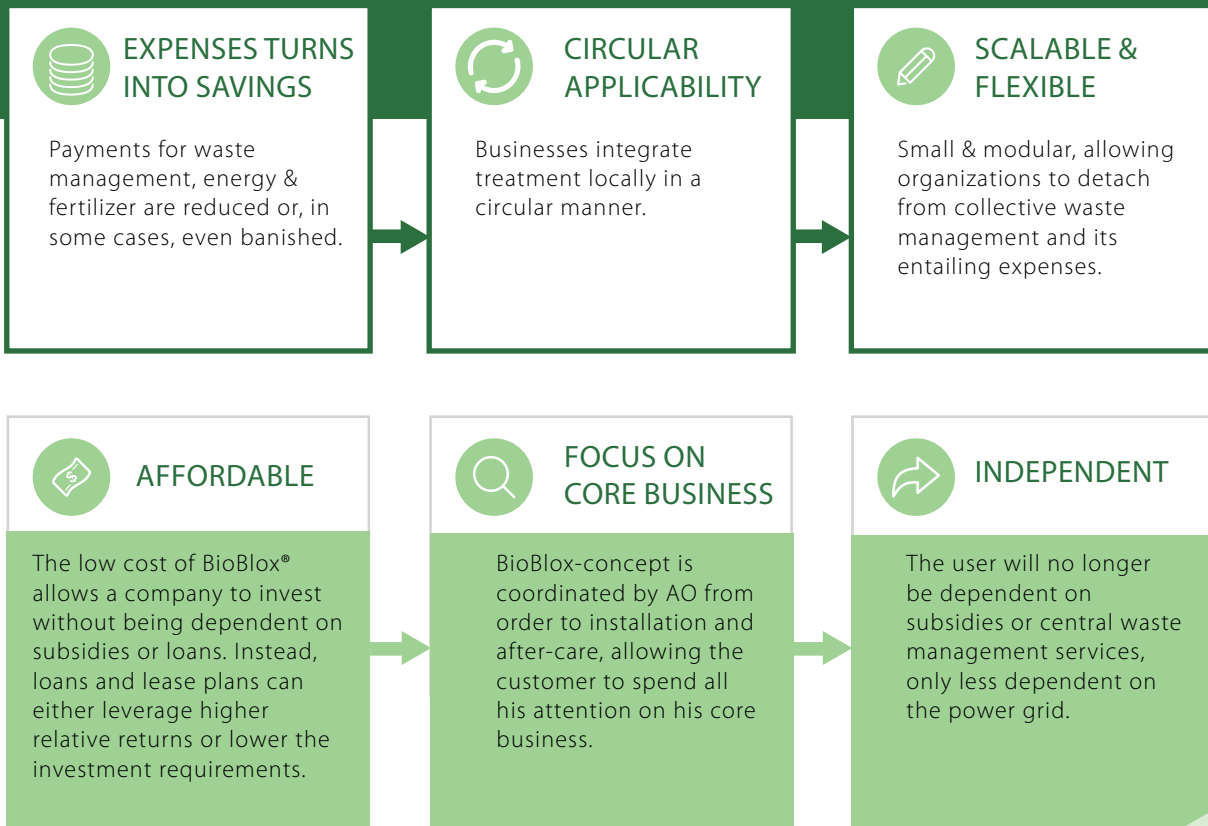 EXPENSES TURNS
INTO SAVINGS
Payments for waste
management, energy &
fertilizer are reduced or, in
some cases, even banished.
CIRCULAR
APPLICABILITY
Businesses integrate
treatment locally in a
circular manner.
SCALABLE &
FLEXIBLE
Small & modular, allowing
organizations to detach
from collective waste
management and its
entailing expenses.
$
AFFORDABLE
The low cost of BioBlox®
allows a company to invest
without being dependent on
subsidies or loans. Instead,
loans and lease plans can
either leverage higher
relative returns or lower the
investment requirements.
FOCUS ON
CORE BUSINESS
BioBlox-concept is
coordinated by AO from
order to installation and
after-care, allowing the
customer to spend all
his attention on his core
business.
INDEPENDENT
The user will no longer
be dependent on
subsidies or central waste
management services,
only less dependent on
the power grid.